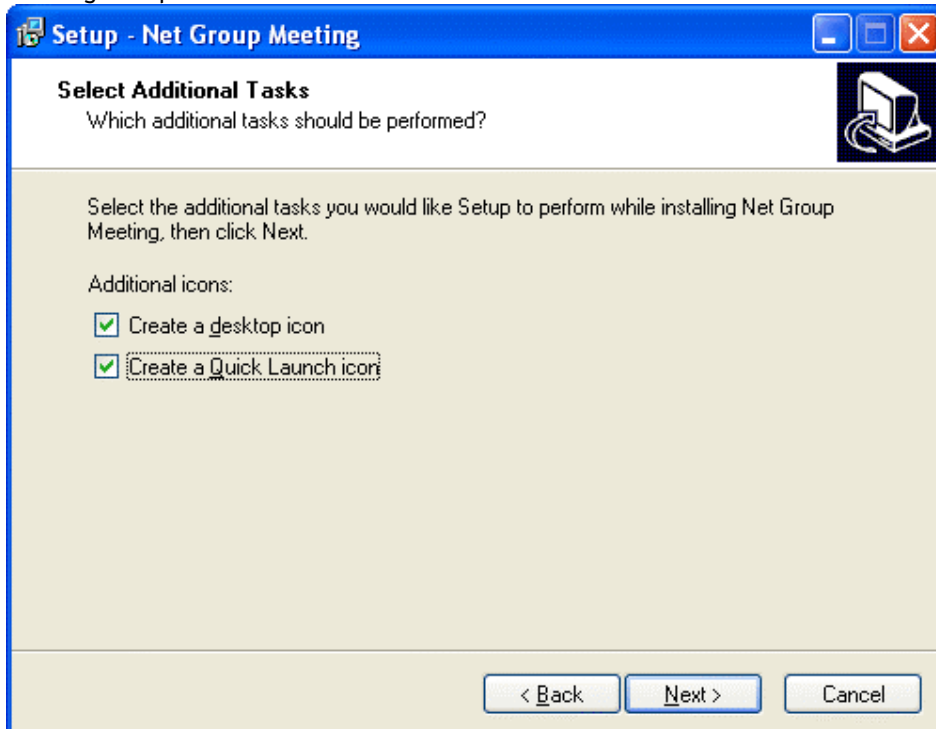 Setup - Net Group Meeting
Select Additional Tasks
Which additional tasks should be performed?
Select the additional tasks you would like Setup to perform while installing Net Group
Meeting, then click Next.
Additional icons:
Create a desktop icon
Create a Quick Launch icon
< Back Next > Cancel